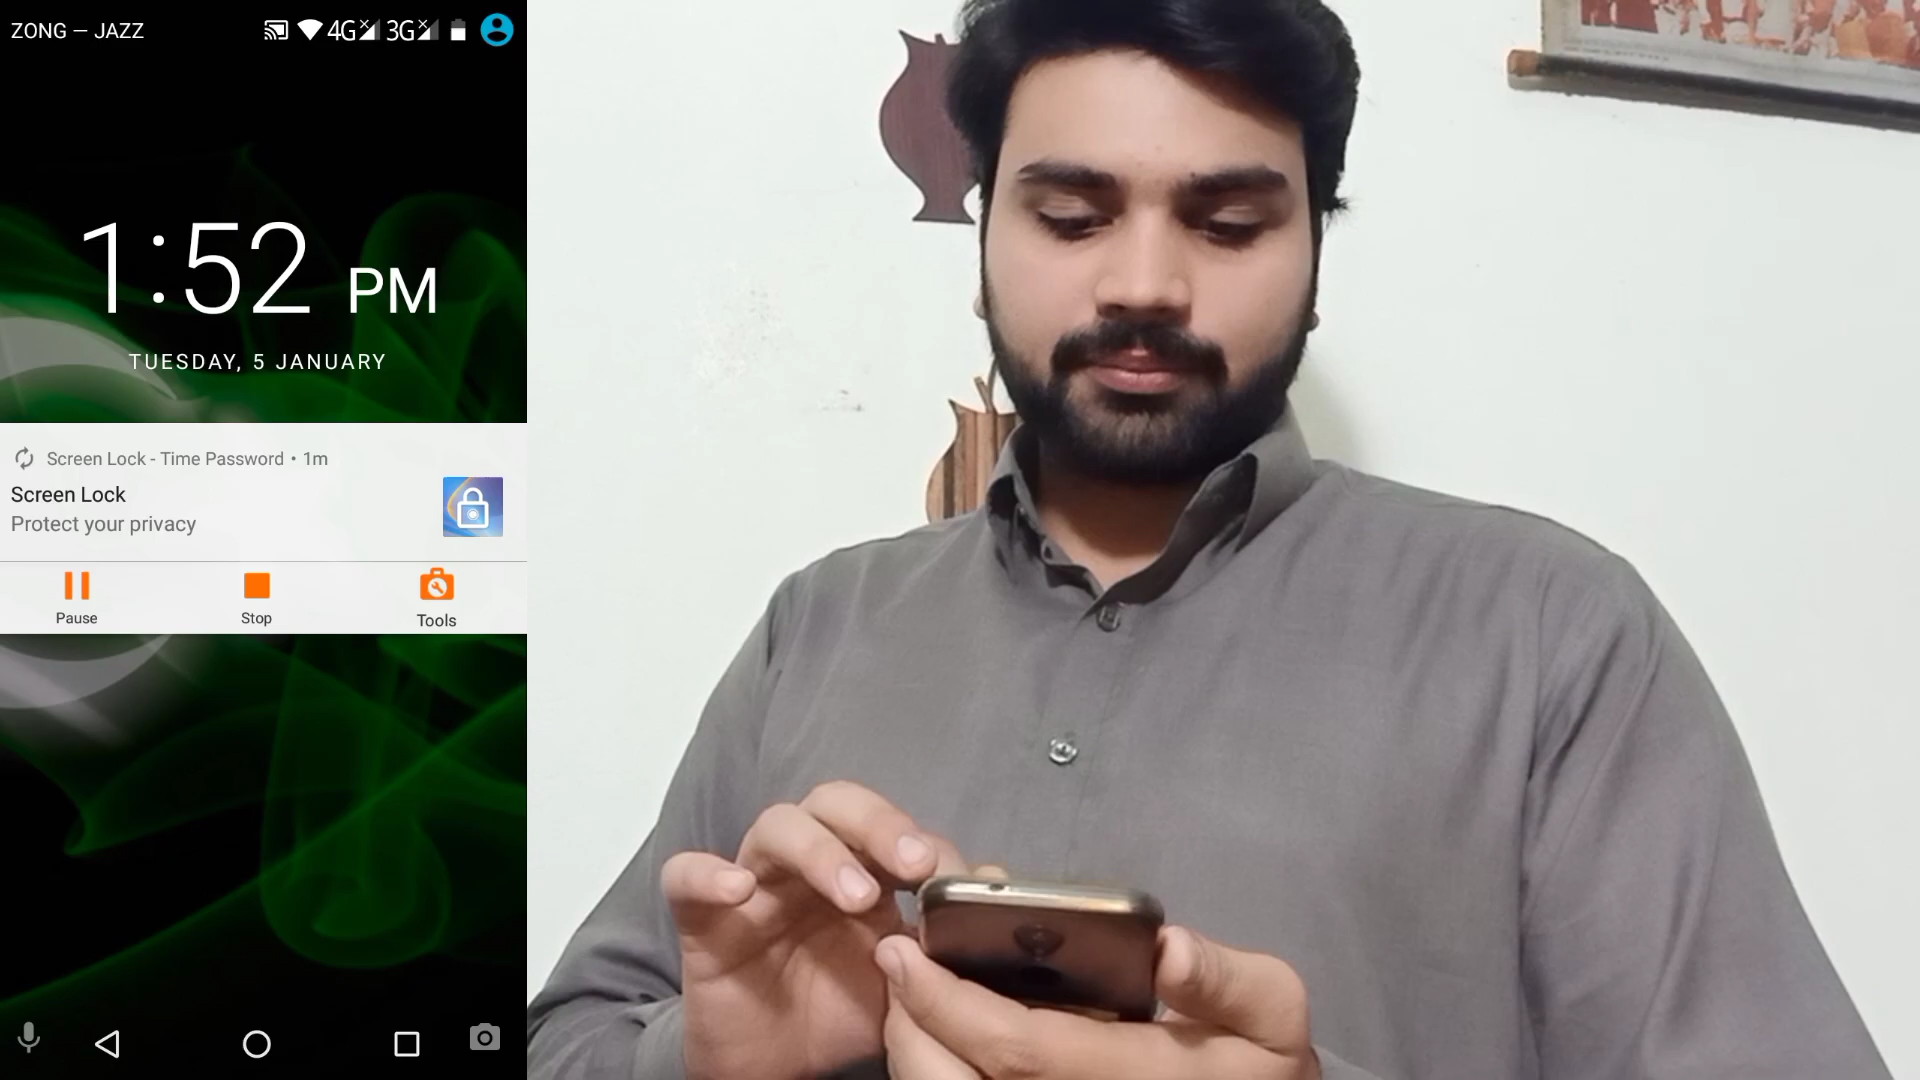 ZONG — JAZZ
4G 3G
1:52 PM
TUESDAY, 5 JANUARY
Screen Lock - Time Password • 1m
Screen Lock
Protect your privacy
Pause Stop Tools